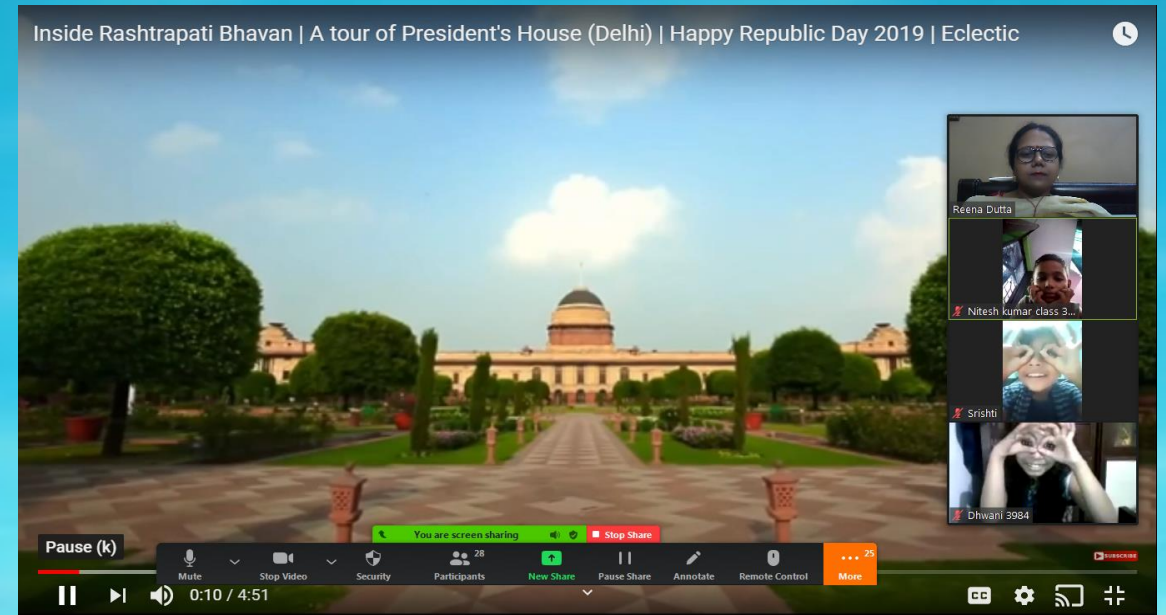 Inside Rashtrapati Bhavan | A tour of President's House (Delhi) | Happy Republic Day 2019 | Eclectic
Reena Dutta
Nitesh kumar class 3...
Srishti
Dhwani 3984
You are screen sharing
Stop Share
Pause (k)
SUBSCRIBE
28
25
Mute
Stop Video
Security
Participants
New Share
Pause Share
Annotate
Remote Control
More
0:10 / 4:51
CC